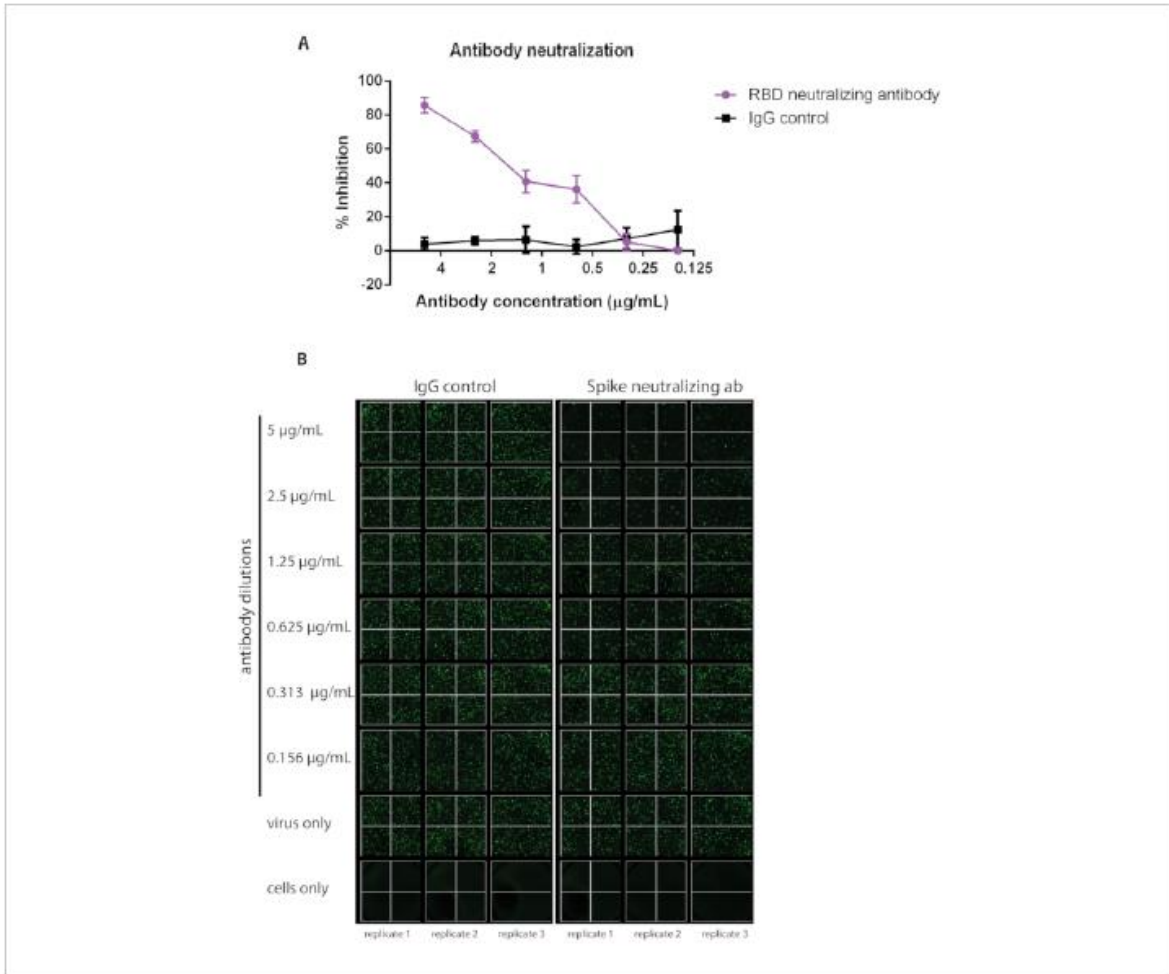 A
Antibody neutralization
RBD neutralizing antibody
IgG control
% Inhibition
100
80
60
40
20
0
-20
4 2 1 0.5 0.25 0.125
Antibody concentration (μg/mL)
B
IgG control Spike neutralizing ab
antibody dilutions
5 μg/mL
2.5 μg/mL
1.25 μg/mL
0.625 μg/mL
0.313 μg/mL
0.156 μg/mL
virus only
cells only
replicate 1 replicate 2 replicate 3 replicate 1 replicate 2 replicate 3